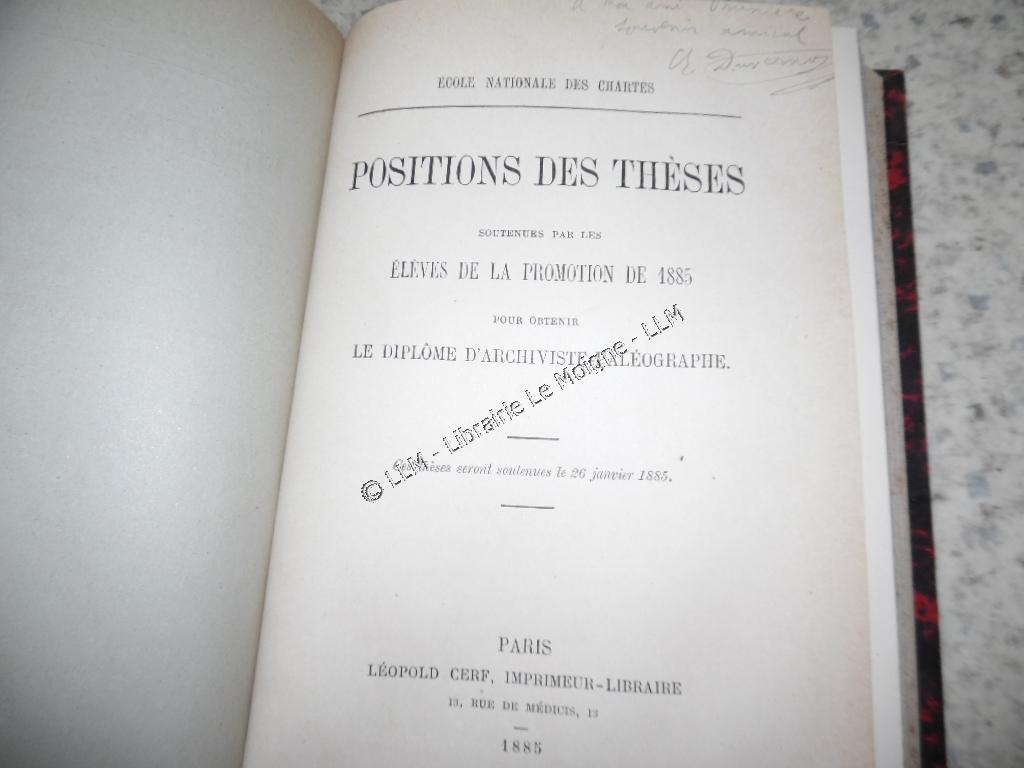 A mon ami
souvenir amical
ÉCOLE NATIONALE DES CHARTES
POSITIONS DES THÈSES
SOUTENUES PAR LES
ÉLÈVES DE LA PROMOTION DE 1885
POUR OBTENIR
LE DIPLÔME D'ARCHIVISTE-PALÉOGRAPHE.
© LLM - Librairie Le Moigne - LLM
thèses seront soutenues le 26 janvier 1885.
PARIS
LÉOPOLD CERF, IMPRIMEUR-LIBRAIRE
13, RUE DE MÉDICIS, 13
1885